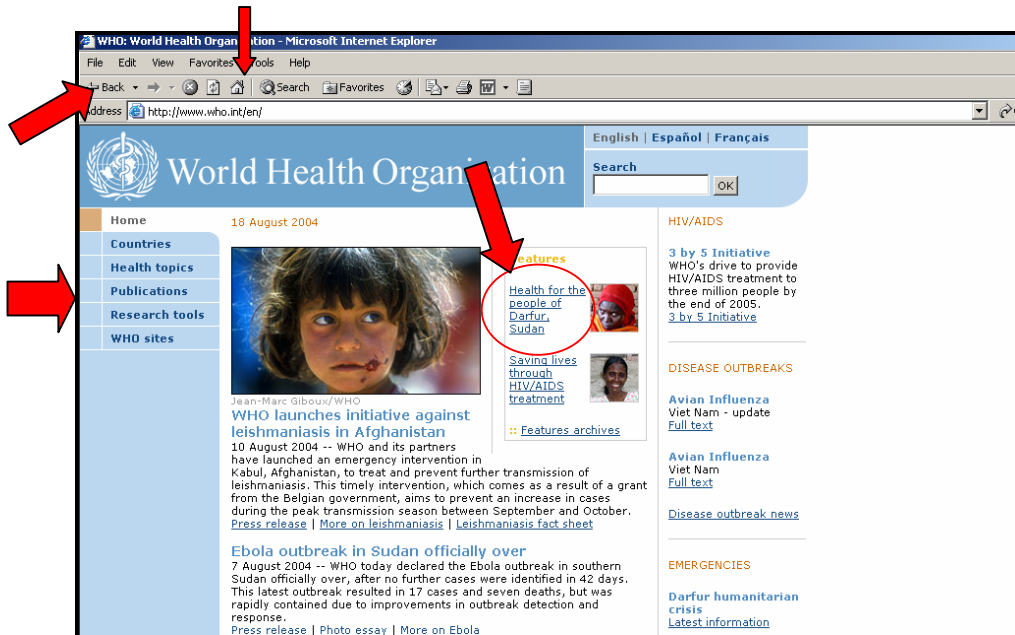 WHO: World Health Organisation - Microsoft Internet Explorer
File Edit View Favorites Tools Help
Back Search Favorites
Address http://www.who.int/en/
World Health Organisation
English | Español | Français
Search
OK
Home
Countries
Health topics
Publications
Research tools
WHO sites
18 August 2004
Jean-Marc Giboux/WHO
WHO launches initiative against
leishmaniasis in Afghanistan
10 August 2004 -- WHO and its partners
have launched an emergency intervention in
Kabul, Afghanistan, to treat and prevent further transmission of
leishmaniasis. This timely intervention, which comes as a result of a grant
from the Belgian government, aims to prevent an increase in cases
during the peak transmission season between September and October.
Press release | More on leishmaniasis | Leishmaniasis fact sheet
Ebola outbreak in Sudan officially
over
7 August 2004 -- WHO today declared the Ebola outbreak in southern
Sudan officially over, after no further cases were identified in 42 days.
This latest outbreak resulted in 17 cases and seven deaths, but was
rapidly contained due to improvements in outbreak detection and
response.
Press release | Photo essay | More on Ebola
Features
Health for the
people of
Darfur,
Sudan
Saving lives
through
HIV/AIDS
treatment
:: Features archives
HIV/AIDS
3 by 5 Initiative
WHO's drive to provide
HIV/AIDS treatment to
three million people by
the end of 2005.
3 by 5 Initiative
DISEASE OUTBREAKS
Avian Influenza
Viet Nam - update
Full text
Avian Influenza
Viet Nam
Full text
Disease outbreak news
EMERGENCIES
Darfur humanitarian
crisis
Latest information